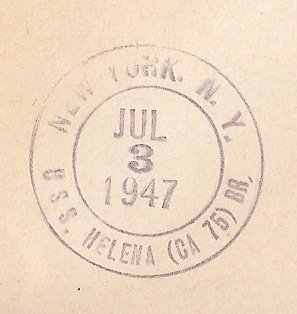 NEW YORK, N. Y.
JUL
3
1947
U.S.S. HELENA (CA 75) BR.